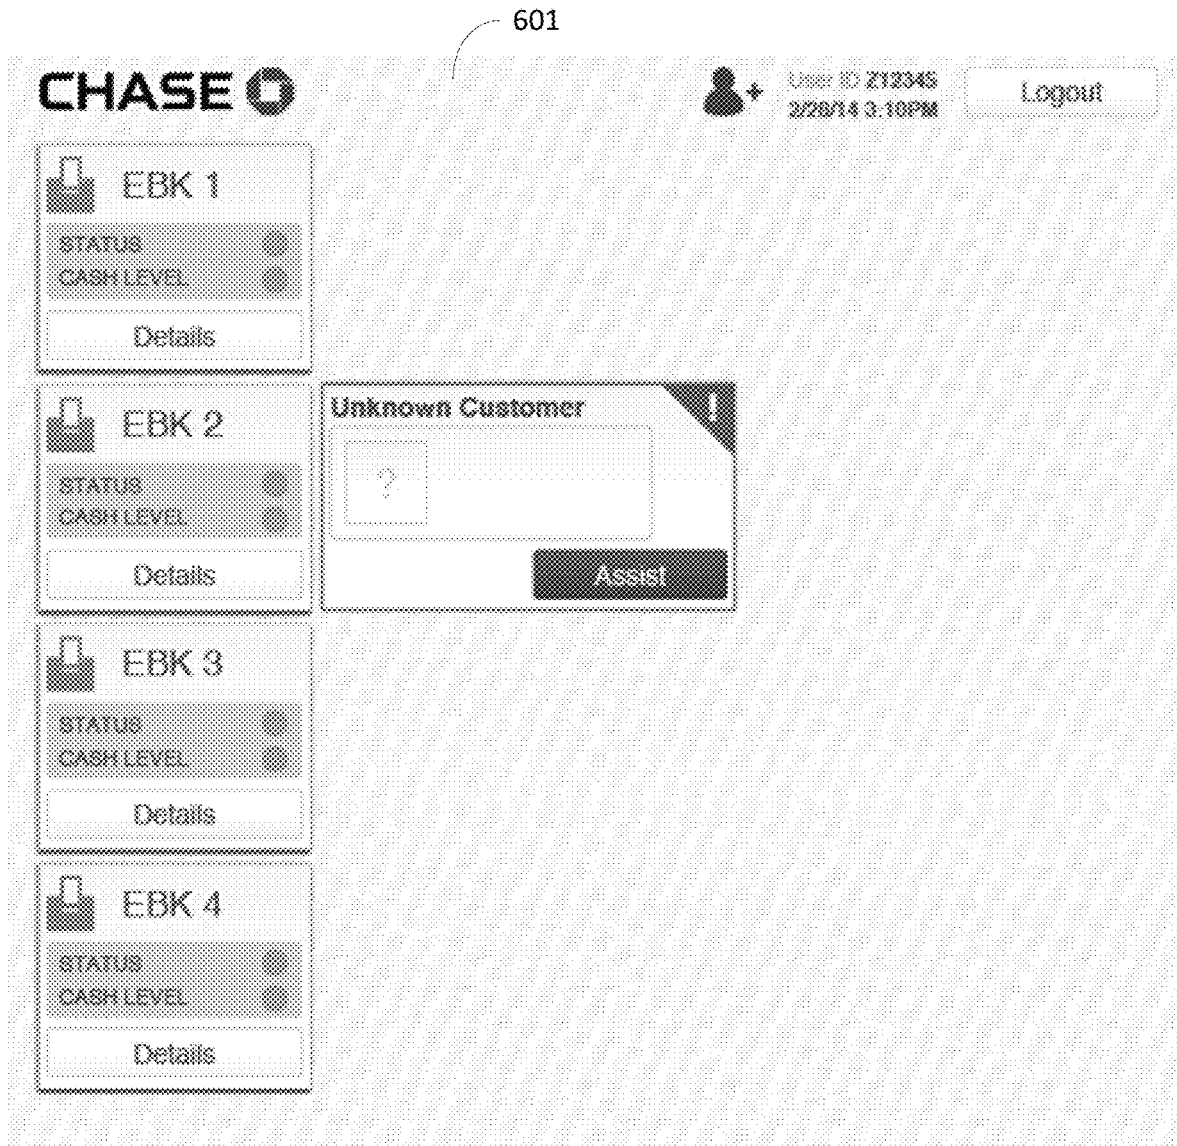 601
CHASE
User ID Z12345
2/28/14 3.10PM
Logout
EBK 1
STATUS
CASH LEVEL
Details
EBK 2
STATUS
CASH LEVEL
Details
Unknown Customer
!
?
Assist
EBK 3
STATUS
CASH LEVEL
Details
EBK 4
STATUS
CASH LEVEL
Details